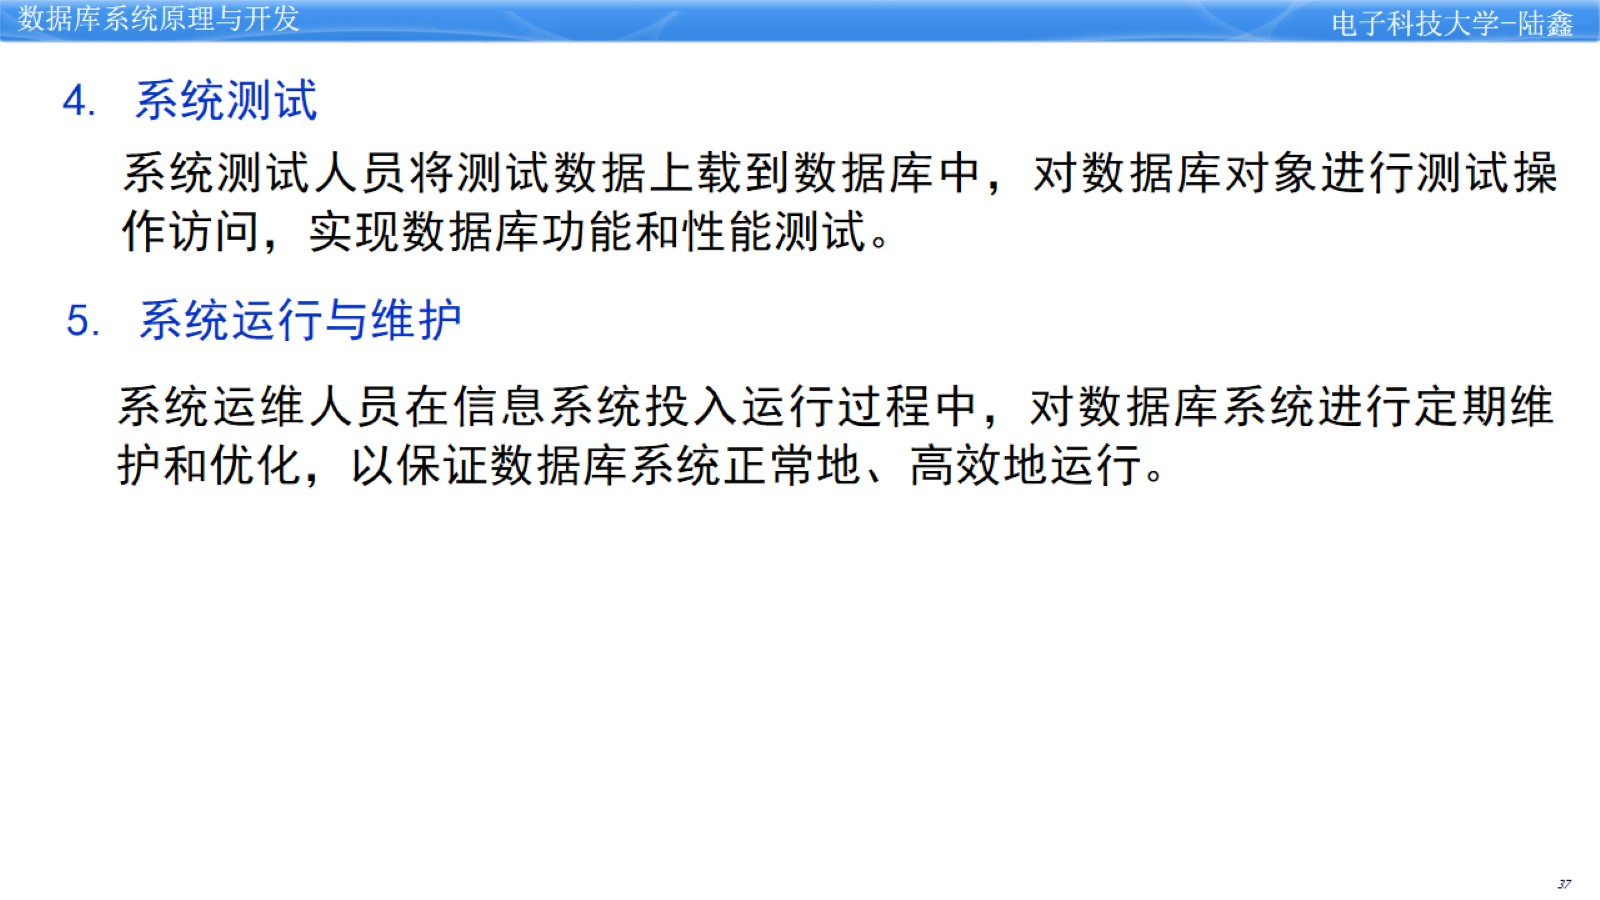 数据库系统原理与开发
电子科技大学-陆鑫
4. 系统测试
系统测试人员将测试数据上载到数据库中，对数据库对象进行测试操
作访问，实现数据库功能和性能测试。
5. 系统运行与维护
系统运维人员在信息系统投入运行过程中，对数据库系统进行定期维
护和优化，以保证数据库系统正常地、高效地运行。
37